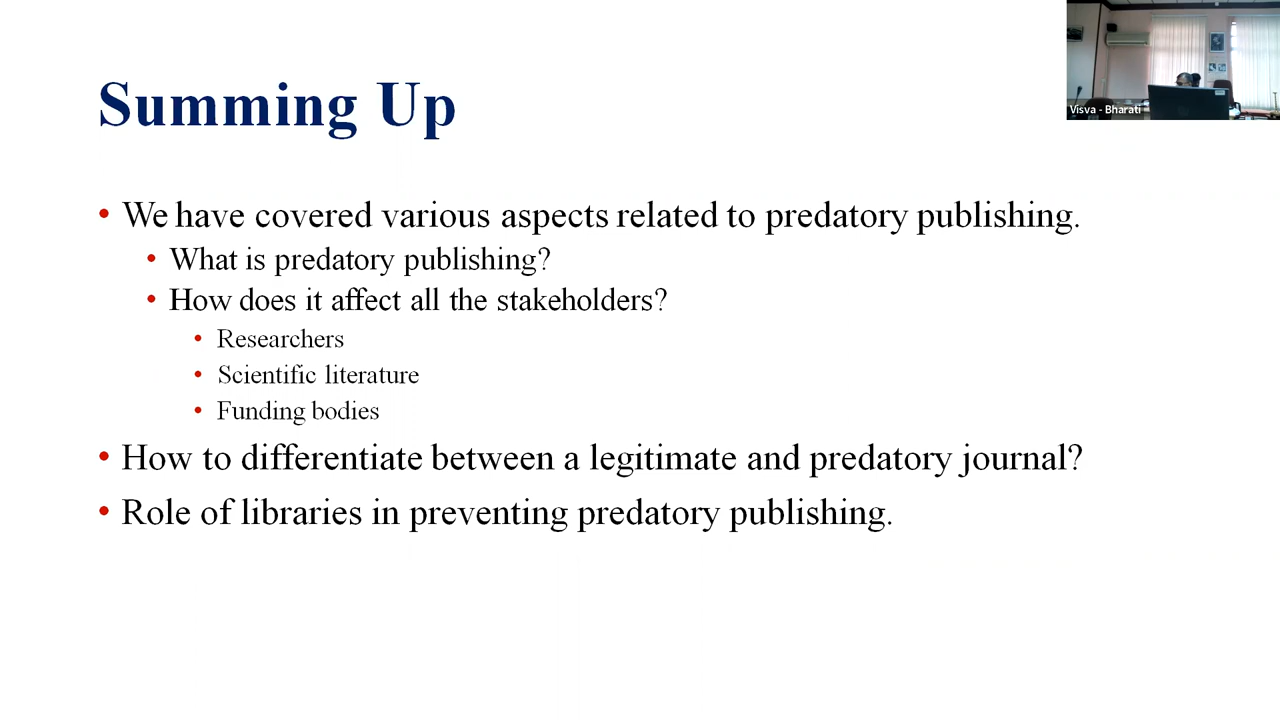 Summing Up
Visva - Bharati
• We have covered various aspects related to predatory publishing.
• What is predatory publishing?
• How does it affect all the stakeholders?
• Researchers
• Scientific literature
• Funding bodies
• How to differentiate between a legitimate and predatory journal?
• Role of libraries in preventing predatory publishing.